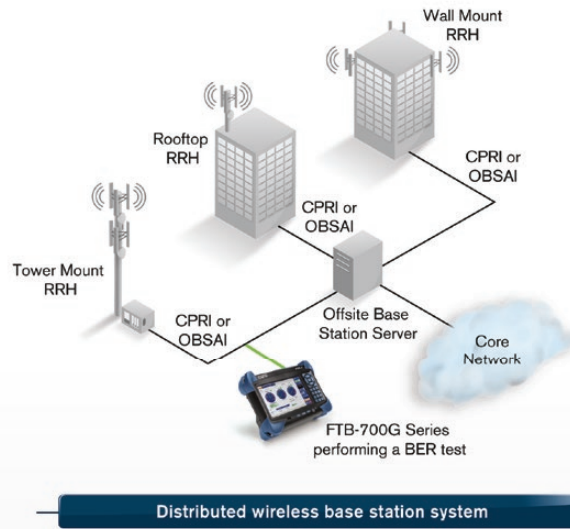 Wall Mount
RRH
Rooftop
RRH
CPRI or
OBSAI
CPRI or
OBSAI
Tower Mount
RRH
CPRI or
OBSAI
Offsite Base
Station Server
Core
Network
FTB-700G Series
performing a BER test
Distributed wireless base station system